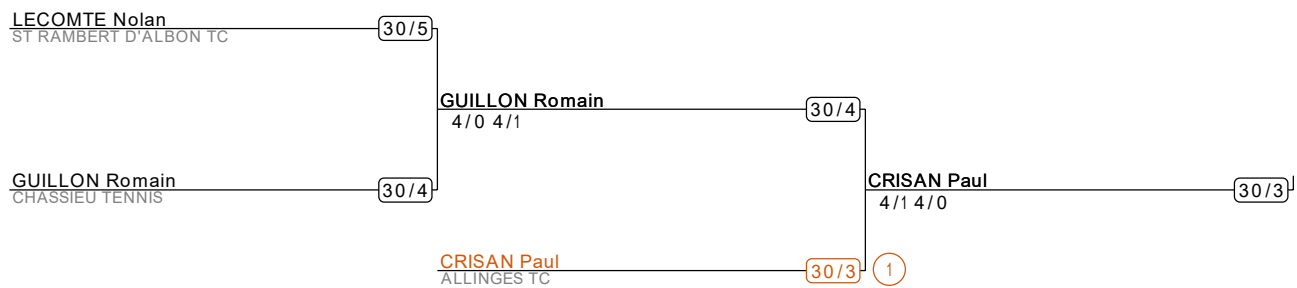 LECOMTE Nolan
ST RAMBERT D'ALBON TC
30/5
GUILLON Romain
4/0 4/1
30/4
GUILLON Romain
CHASSIEU TENNIS
30/4
CRISAN Paul
4/1 4/0
30/3
CRISAN Paul
ALLINGES TC
30/3
1